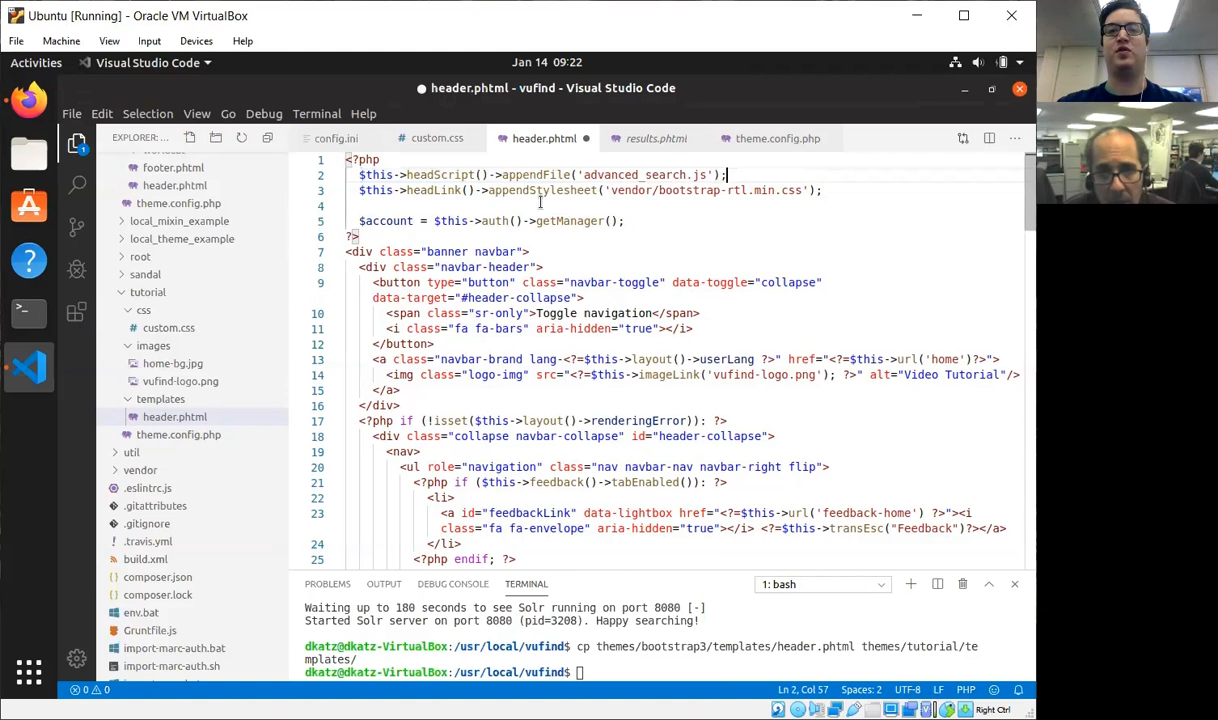 Ubuntu [Running] - Oracle VM VirtualBox
File Machine View Input Devices Help
Activities Visual Studio Code Jan 14 09:22
header.phtml - vufind - Visual Studio Code
File Edit Selection View Go Debug Terminal Help
EXPLORER: ...
config.ini custom.css header.phtml results.phtml theme.config.php
footer.phtml
header.phtml
theme.config.php
local_mixin_example
local_theme_example
root
sandal
tutorial
css
custom.css
images
home-bg.jpg
vufind-logo.png
templates
header.phtml
theme.config.php
util
vendor
.eslintrc.js
.gitattributes
.gitignore
.travis.yml
build.xml
composer.json
composer.lock
env.bat
Gruntfile.js
import-marc-auth.bat
import-marc-auth.sh
1 <?php
2 $this->headScript()->appendFile('advanced_search.js');
3 $this->headLink()->appendStylesheet('vendor/bootstrap-rtl.min.css');
4
5 $account = $this->auth()->getManager();
6 ?>
7 <div class="banner navbar">
8 <div class="navbar-header">
9 <button type="button" class="navbar-toggle" data-toggle="collapse"
data-target="#header-collapse">
10 <span class="sr-only">Toggle navigation</span>
11 <i class="fa fa-bars" aria-hidden="true"></i>
12 </button>
13 <a class="navbar-brand lang-<?=$this->layout()->userLang ?>" href="<?=$this->url('home')?>">
14 <img class="logo-img" src="<?=$this->imageLink('vufind-logo.png'); ?>" alt="Video Tutorial"/>
15 </a>
16 </div>
17 <?php if (!isset($this->layout()->renderingError)): ?>
18 <div class="collapse navbar-collapse" id="header-collapse">
19 <nav>
20 <ul role="navigation" class="nav navbar-nav navbar-right flip">
21 <?php if ($this->feedback()->tabEnabled()): ?>
22 <li>
23 <a id="feedbackLink" data-lightbox href="<?=$this->url('feedback-home') ?>"><i
class="fa fa-envelope" aria-hidden="true"></i> <?=$this->transEsc("Feedback")?></a>
24 </li>
25 <?php endif; ?>
PROBLEMS OUTPUT DEBUG CONSOLE TERMINAL 1: bash
Waiting up to 180 seconds to see Solr running on port 8080 [-]
Started Solr server on port 8080 (pid=3208). Happy searching!
dkatz@dkatz-VirtualBox:/usr/local/vufind$ cp themes/bootstrap3/templates/header.phtml themes/tutorial/te
mplates/
dkatz@dkatz-VirtualBox:/usr/local/vufind$
0 0 Ln 2, Col 57 Spaces: 2 UTF-8 LF PHP
Right Ctrl